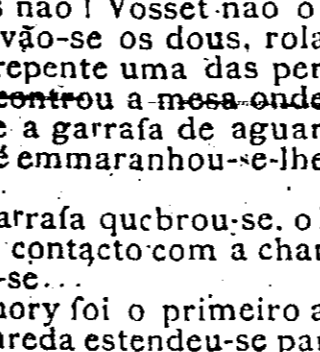 s não! Vosset não o
vão-se os dous, rola
repente uma das per
controu a mesa onde
e a garrafa de aguar
é emmaranhou-se-lhe
arrafa quebrou-se. o
contacto com a char
-se...
nory foi o primeiro a
areda estendeu-se par